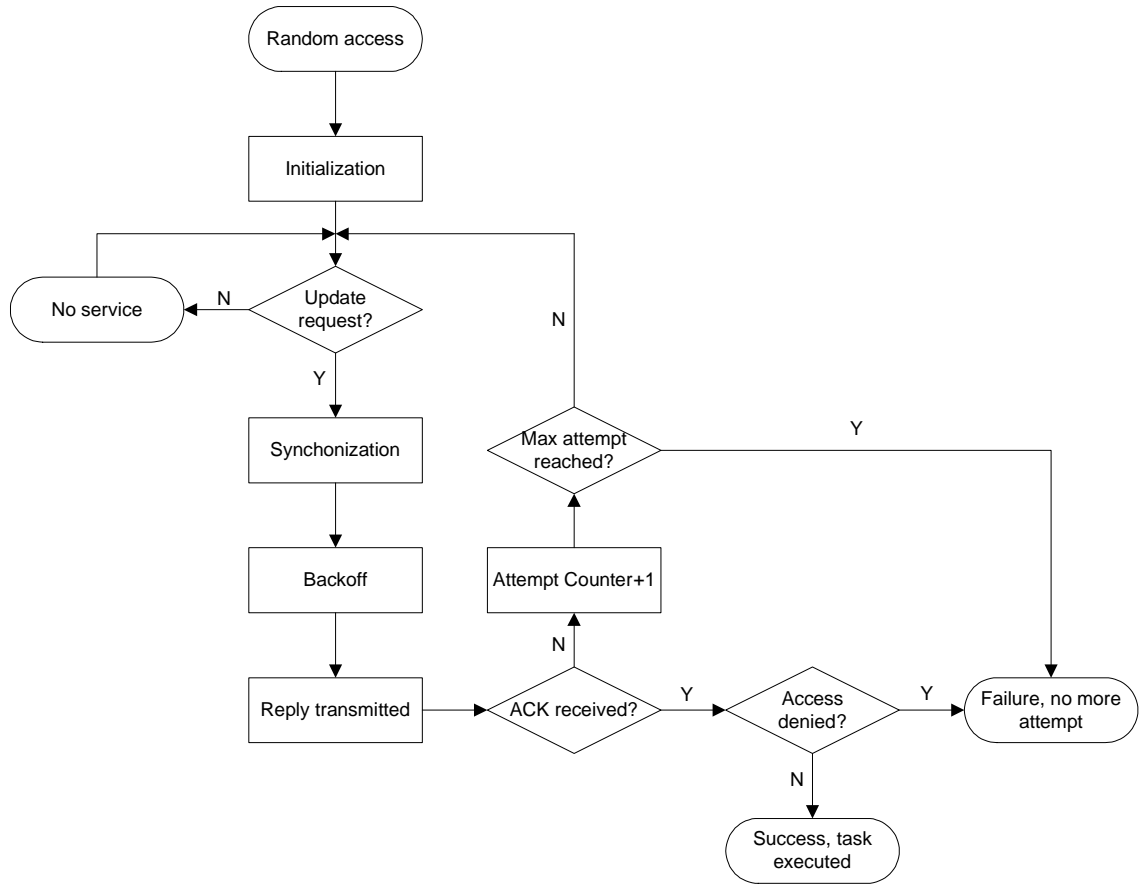 Random access
Initialization
No service
N
Update
request?
N
Y
Synchonization
Max attempt
reached?
Y
Backoff
Attempt Counter+1
N
Reply transmitted
ACK received?
Y
Access
denied?
Y
Failure, no more
attempt
N
Success, task
executed